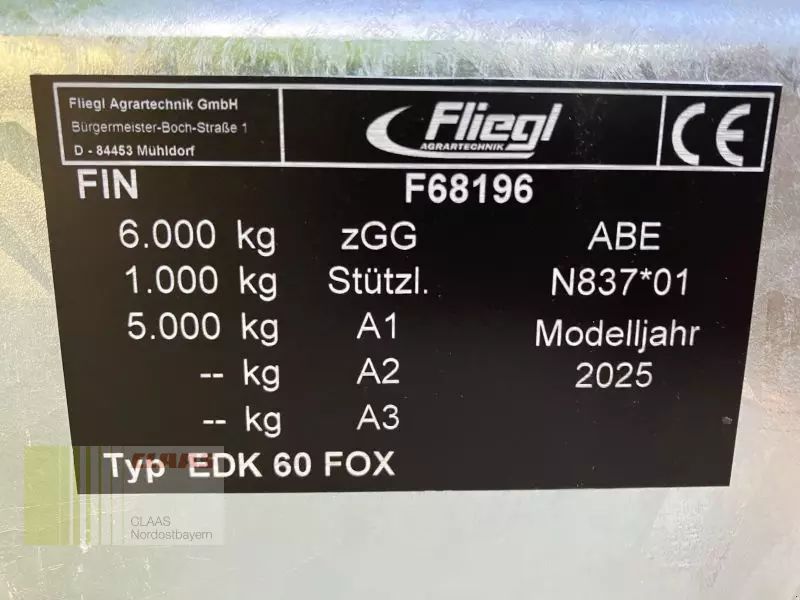 Fliegl Agrartechnik GmbH
Bürgermeister-Boch-Straße 1
D - 84453 Mühldorf
Fliegl
AGRARTECHNIK
CE
FIN F68196
6.000 kg zGG ABE
1.000 kg Stützl. N837*01
5.000 kg A1 Modelljahr
-- kg A2 2025
-- kg A3
Typ EDK 60 FOX
CLAAS
CLAAS
Nordostbayern